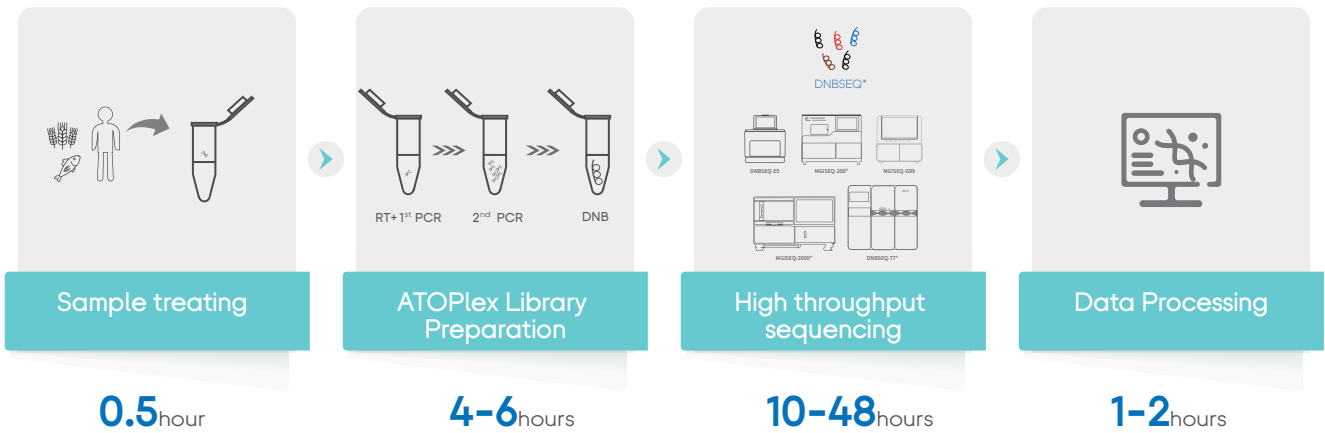 DNBSEQ*
DNBSEQ-E5 MGISEQ-200* MGISEQ-G99
RT+1st PCR 2nd PCR DNB
MGISEQ-2000* DNBSEQ-T7*
Sample treating
ATOPlex Library
Preparation
High throughput
sequencing
Data Processing
0.5hour
4-6hours
10-48hours
1-2hours